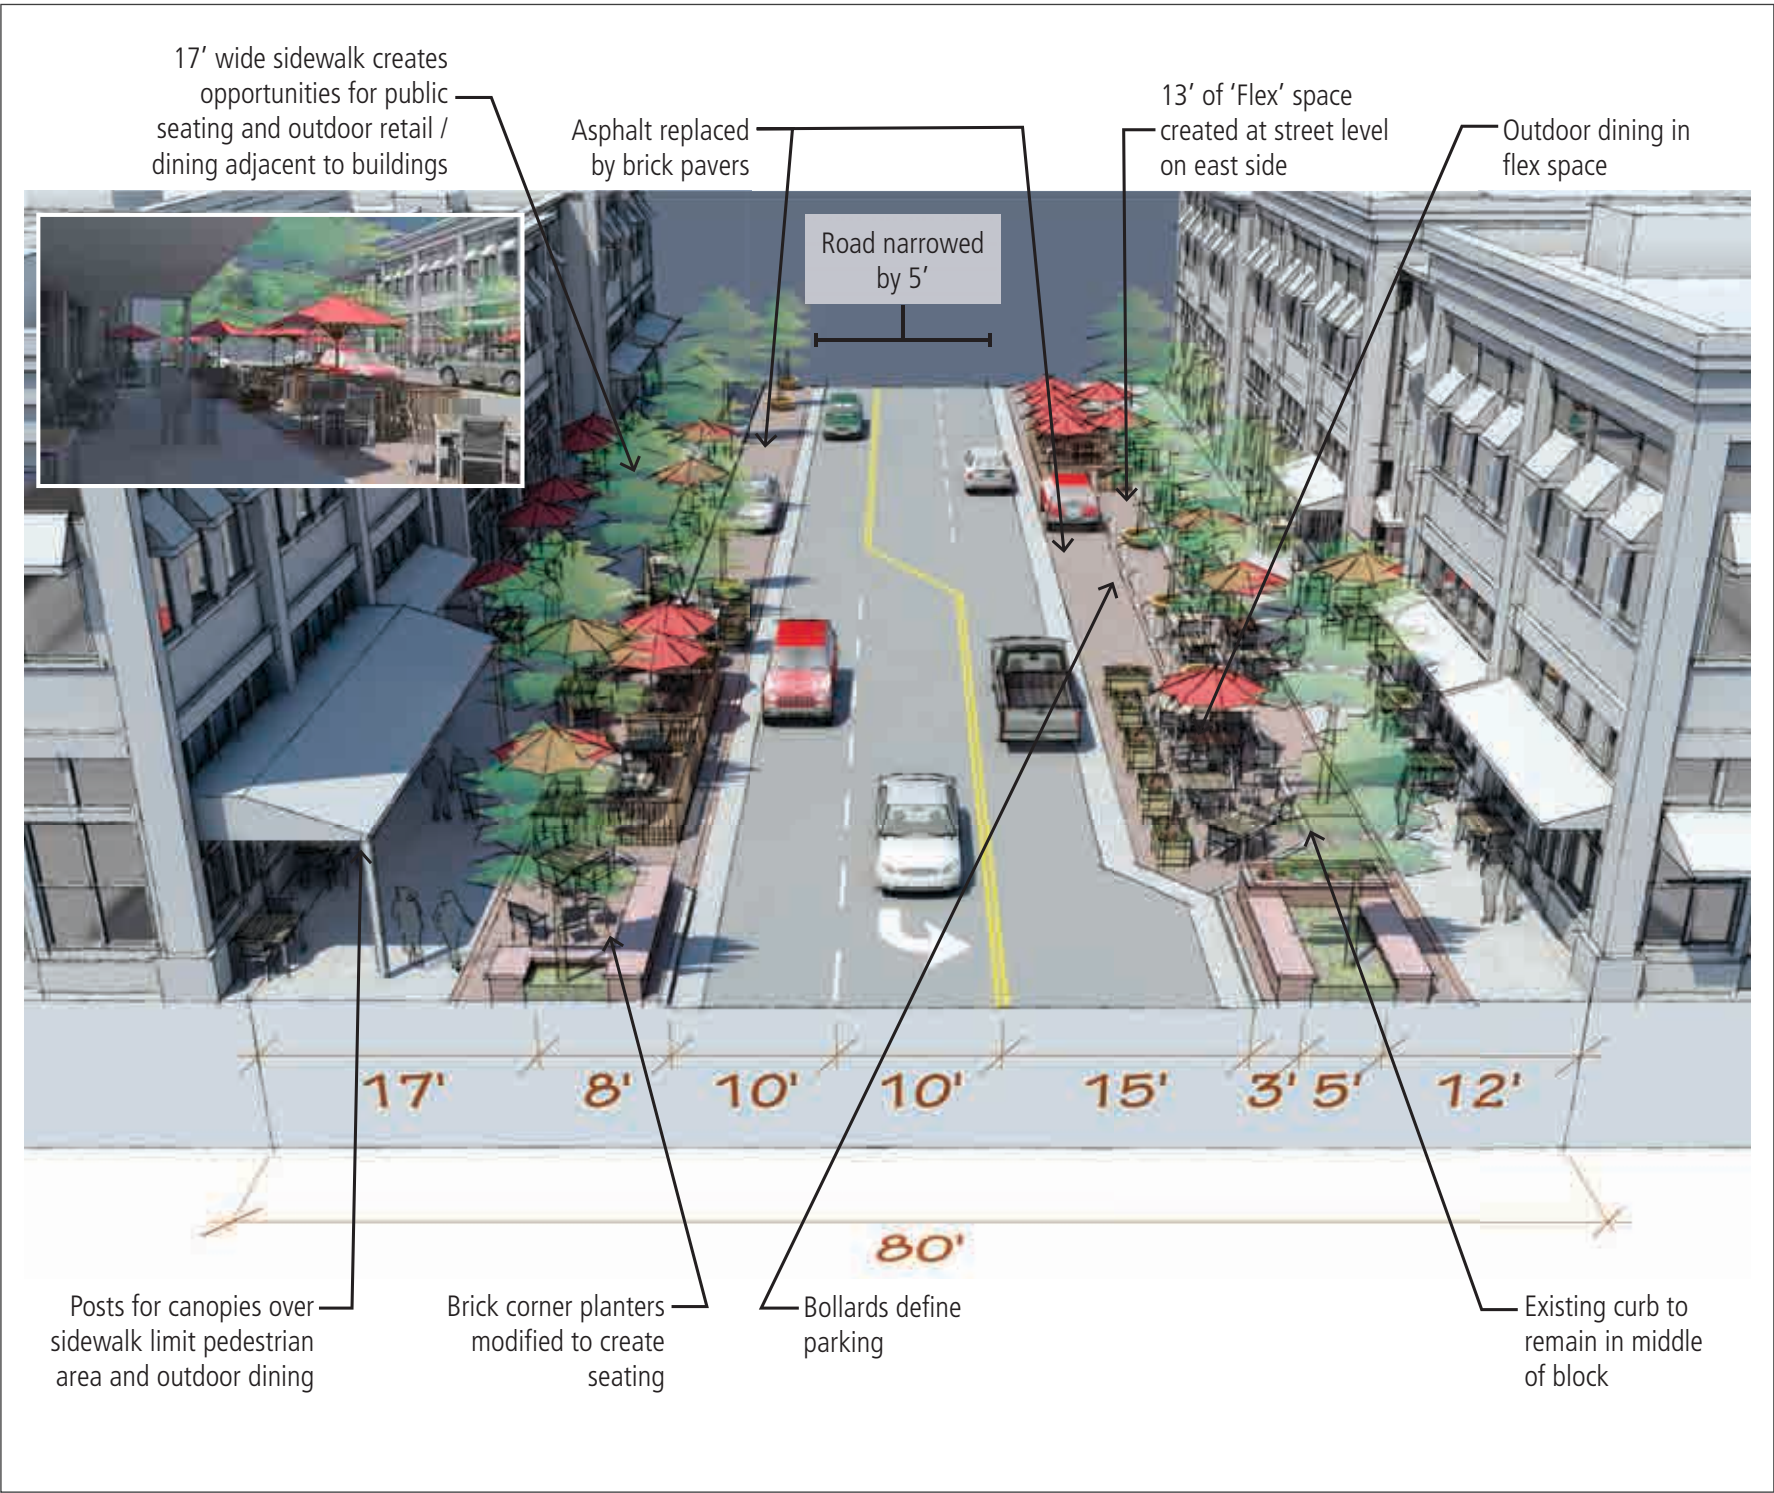 17’ wide sidewalk creates
opportunities for public
seating and outdoor retail /
dining adjacent to buildings
Asphalt replaced
by brick pavers
13’ of ‘Flex’ space
created at street level
on east side
Outdoor dining in
flex space
Road narrowed
by 5’
17' 8' 10' 10' 15' 3' 5' 12'
80'
Posts for canopies over
sidewalk limit pedestrian
area and outdoor dining
Brick corner planters
modified to create
seating
Bollards define
parking
Existing curb to
remain in middle
of block